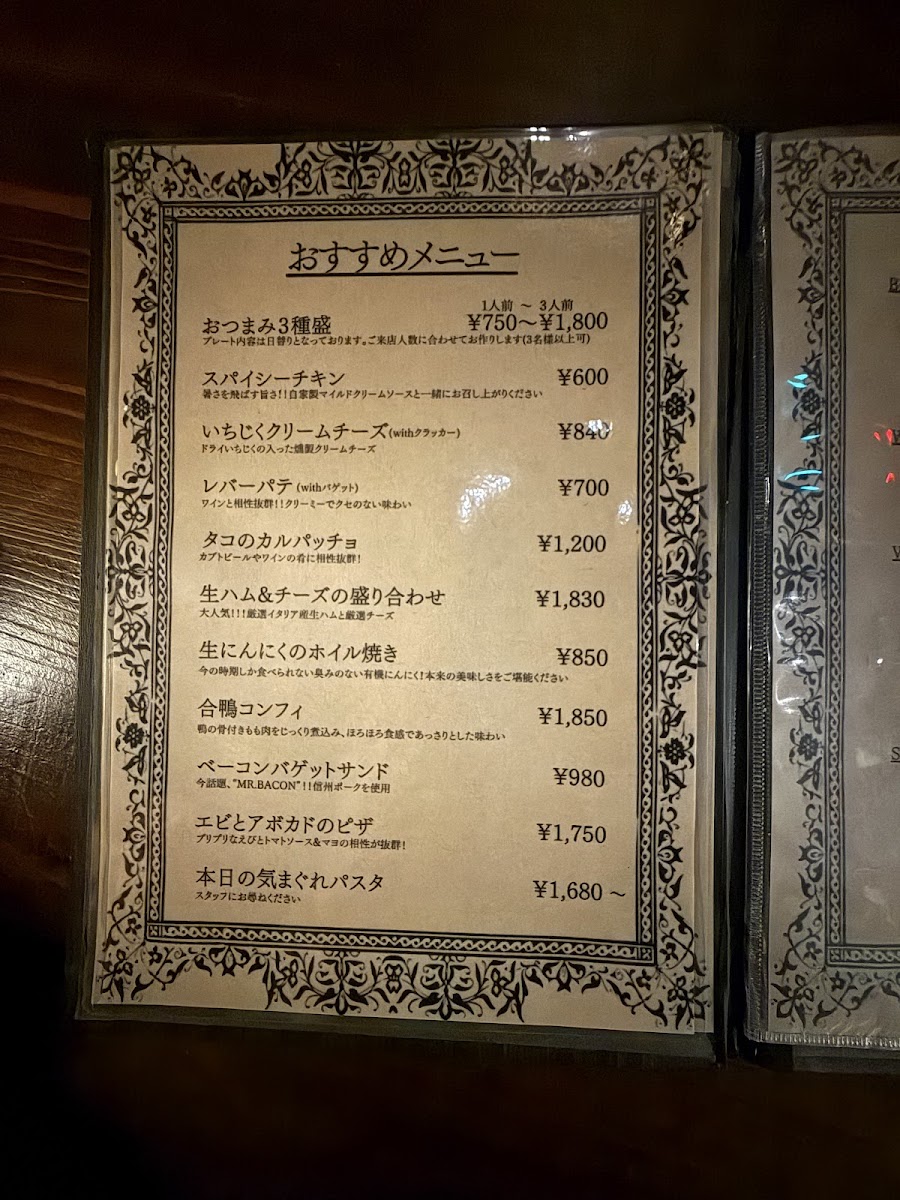 おすすめメニュー
1人前 ～ 3人前
おつまみ3種盛 ¥750～¥1,800
プレート内容は日替りとなっております。ご来店人数に合わせてお作りします(3名様以上可)
スパイシーチキン ¥600
暑さを飛ばす旨さ!!自家製マイルドクリームソースと一緒にお召し上がりください
いちじくクリームチーズ(withクラッカー) ¥840
ドライいちじくの入った燻製クリームチーズ
レバーパテ(withバゲット) ¥700
ワインと相性抜群!!クリーミーでクセのない味わい
タコのカルパッチョ ¥1,200
カブトビールやワインの肴に相性抜群!
生ハム&チーズの盛り合わせ ¥1,830
大人気!!!厳選イタリア産生ハムと厳選チーズ
生にんにくのホイル焼き ¥850
今の時期しか食べられない臭みのない有機にんにく!本来の美味しさをご堪能ください
合鴨コンフィ ¥1,850
鴨の骨付きもも肉をじっくり煮込み、ほろほろ食感であっさりとした味わい
ベーコンバゲットサンド ¥980
今話題、"MR.BACON"!!信州ポークを使用
エビとアボカドのピザ ¥1,750
プリプリなえびとトマトソース&マヨの相性が抜群!
本日の気まぐれパスタ ¥1,680～
スタッフにお尋ねください